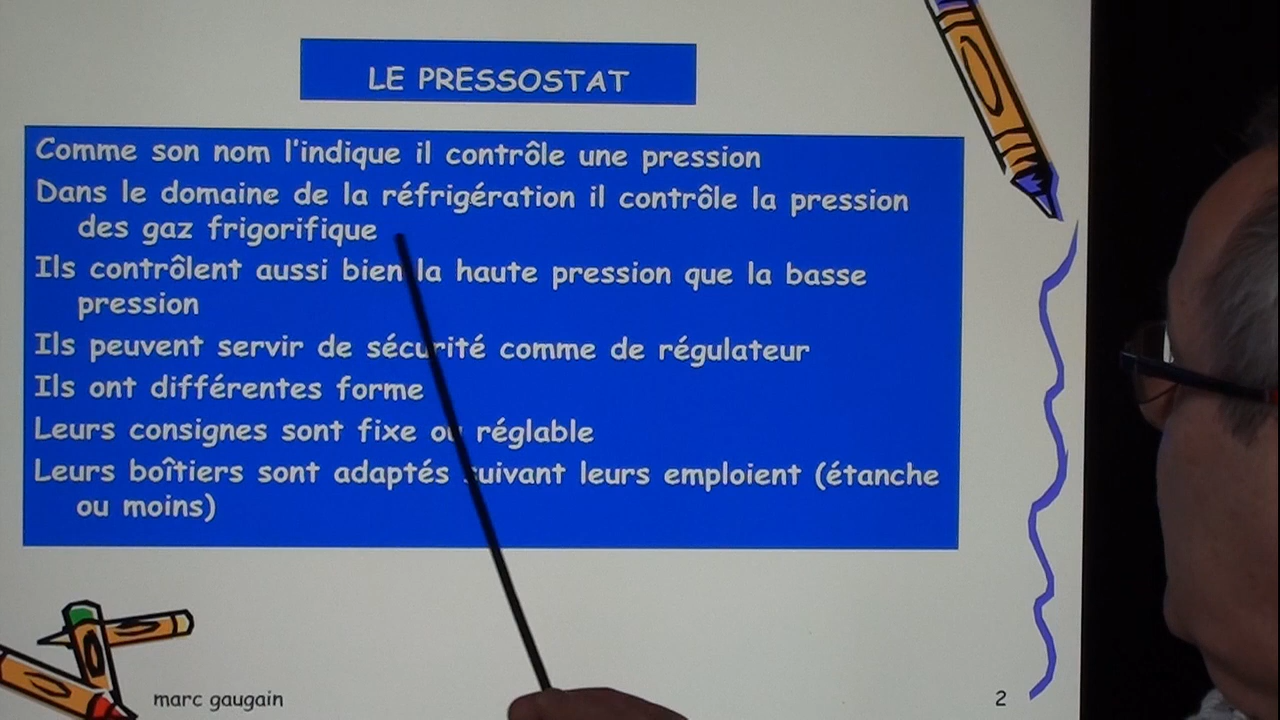 LE PRESSOSTAT
Comme son nom l'indique il contrôle une pression
Dans le domaine de la réfrigération il contrôle la pression
des gaz frigorifique
Ils contrôlent aussi bien la haute pression que la basse
pression
Ils peuvent servir de sécurité comme de régulateur
Ils ont différentes forme
Leurs consignes sont fixe ou réglable
Leurs boîtiers sont adaptés suivant leurs emploient (étanche
ou moins)
marc gaugain
2